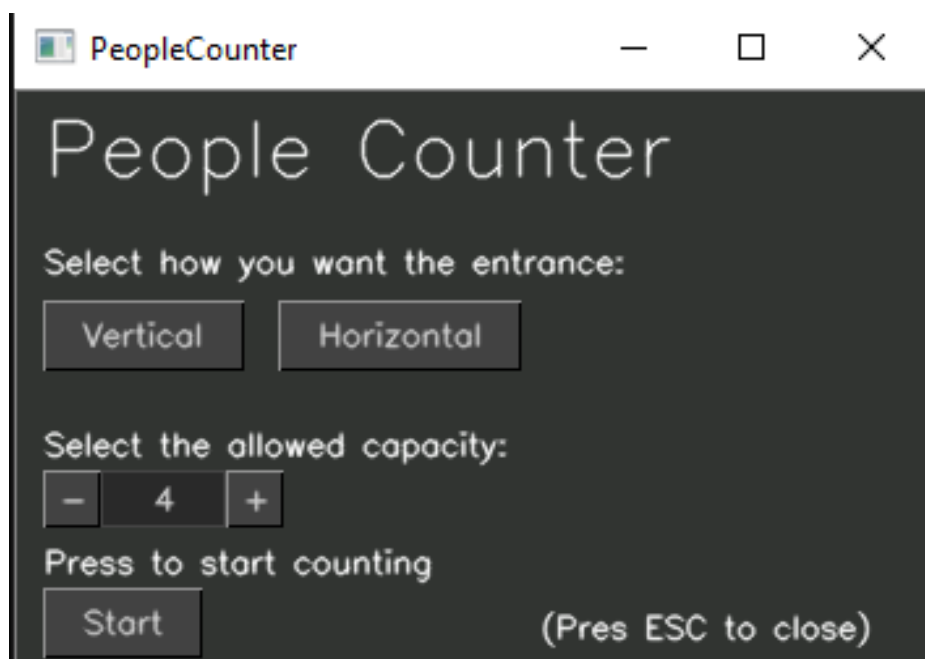 PeopleCounter
People Counter
Select how you want the entrance:
Vertical Horizontal
Select the allowed capacity:
- 4 +
Press to start counting
Start (Pres ESC to close)